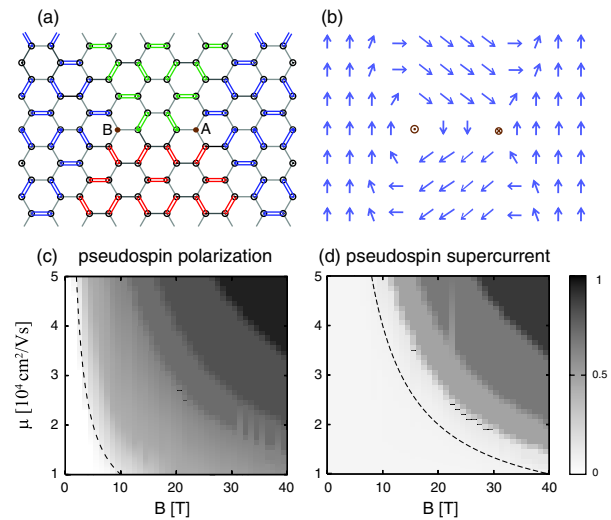 (a)
(b)
B
A
(c) pseudospin polarization
(d) pseudospin supercurrent
5
4
3
2
1
μ [10⁴ cm²/Vs]
0
10
20
30
40
B [T]
5
4
3
2
1
0
10
20
30
40
B [T]
1
0.5
0